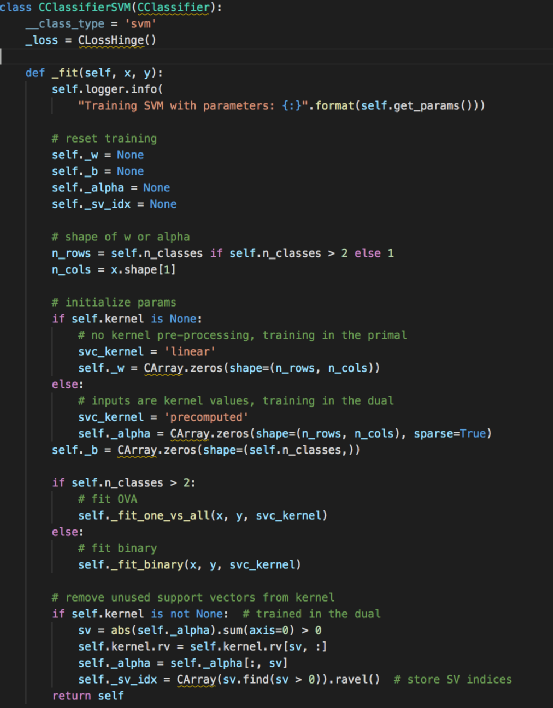 class CClassifierSVM(CClassifier):
    __class_type = 'svm'
    _loss = CLossHinge()
    def _fit(self, x, y):
        self.logger.info(
            "Training SVM with parameters: {:}".format(self.get_params()))
        # reset training
        self._w = None
        self._b = None
        self._alpha = None
        self._sv_idx = None
        # shape of w or alpha
        n_rows = self.n_classes if self.n_classes > 2 else 1
        n_cols = x.shape[1]
        # initialize params
        if self.kernel is None:
            # no kernel pre-processing, training in the primal
            svc_kernel = 'linear'
            self._w = CArray.zeros(shape=(n_rows, n_cols))
        else:
            # inputs are kernel values, training in the dual
            svc_kernel = 'precomputed'
            self._alpha = CArray.zeros(shape=(n_rows, n_cols), sparse=True)
        self._b = CArray.zeros(shape=(self.n_classes,))
        if self.n_classes > 2:
            # fit OVA
            self._fit_one_vs_all(x, y, svc_kernel)
        else:
            # fit binary
            self._fit_binary(x, y, svc_kernel)
        # remove unused support vectors from kernel
        if self.kernel is not None:  # trained in the dual
            sv = abs(self._alpha).sum(axis=0) > 0
            self.kernel.rv = self.kernel.rv[sv, :]
            self._alpha = self._alpha[:, sv]
            self._sv_idx = CArray(sv.find(sv > 0)).ravel()  # store SV indices
        return self